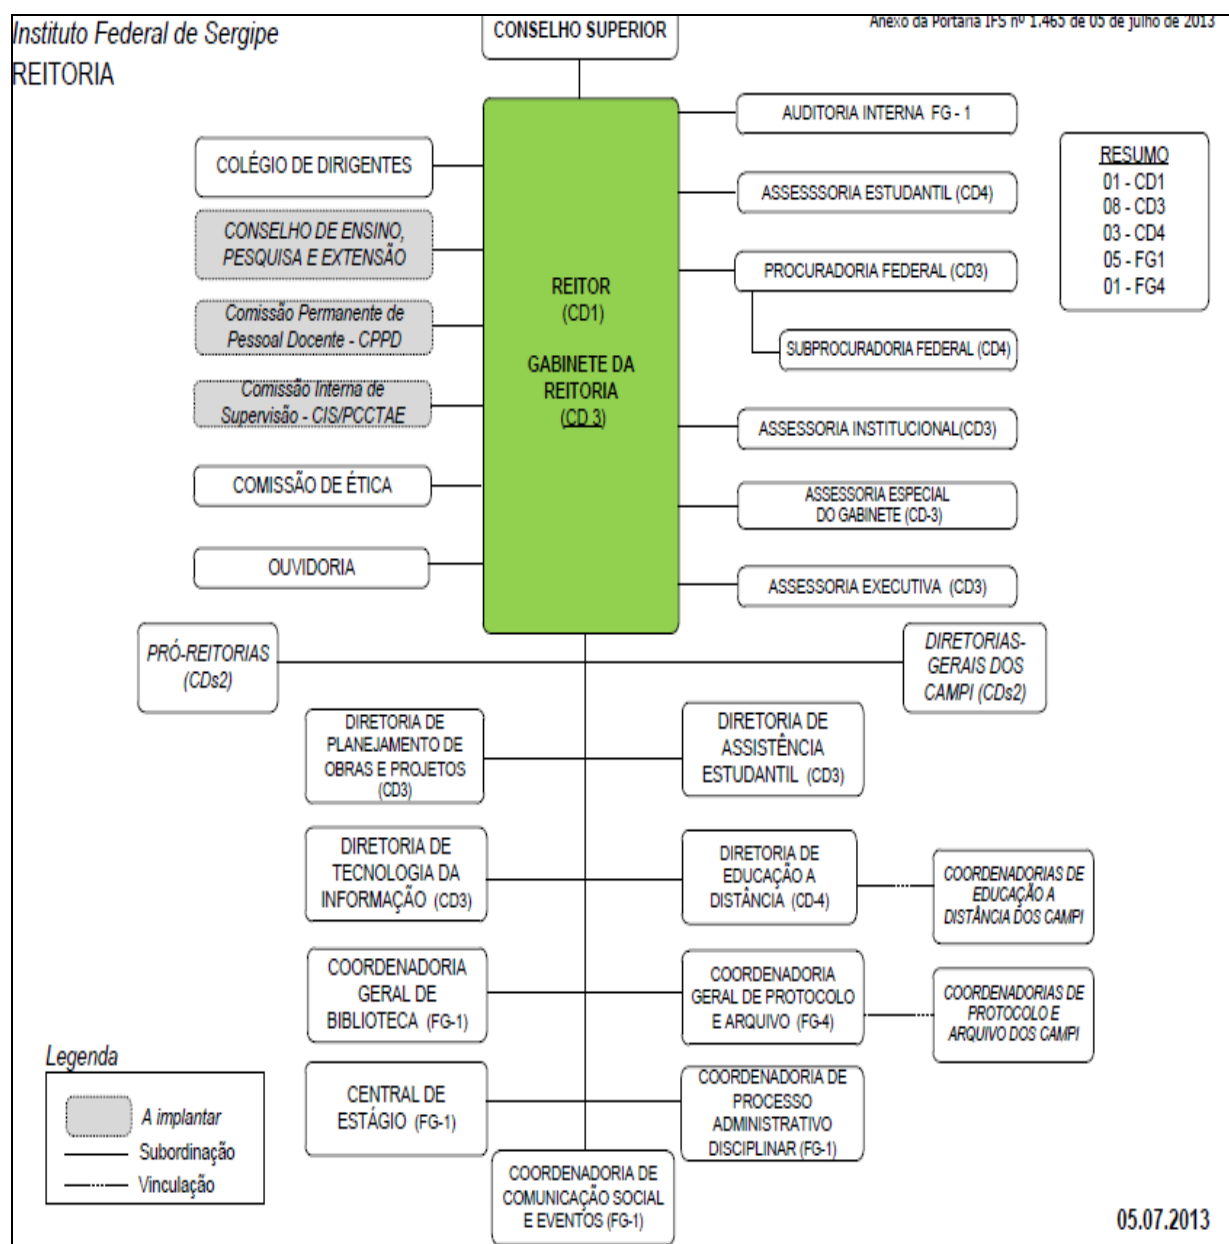 Instituto Federal de Sergipe
REITORIA
CONSELHO SUPERIOR
Anexo da Portaria IFS nº 1.465 de 05 de julho de 2013
COLÉGIO DE DIRIGENTES
CONSELHO DE ENSINO,
PESQUISA E EXTENSÃO
Comissão Permanente de
Pessoal Docente - CPPD
Comissão Interna de
Supervisão - CIS/PCCTAE
COMISSÃO DE ÉTICA
OUVIDORIA
REITOR
(CD1)
GABINETE DA
REITORIA
(CD 3)
AUDITORIA INTERNA FG - 1
ASSESSSORIA ESTUDANTIL (CD4)
PROCURADORIA FEDERAL (CD3)
SUBPROCURADORIA FEDERAL (CD4)
ASSESSORIA INSTITUCIONAL(CD3)
ASSESSORIA ESPECIAL
DO GABINETE (CD-3)
ASSESSORIA EXECUTIVA (CD3)
RESUMO
01 - CD1
08 - CD3
03 - CD4
05 - FG1
01 - FG4
PRÓ-REITORIAS
(CDs2)
DIRETORIAS-
GERAIS DOS
CAMPI (CDs2)
DIRETORIA DE
PLANEJAMENTO DE
OBRAS E PROJETOS
(CD3)
DIRETORIA DE
ASSISTÊNCIA
ESTUDANTIL (CD3)
DIRETORIA DE
TECNOLOGIA DA
INFORMAÇÃO (CD3)
DIRETORIA DE
EDUCAÇÃO A
DISTÂNCIA (CD-4)
COORDENADORIAS DE
EDUCAÇÃO A
DISTÂNCIA DOS CAMPI
COORDENADORIA
GERAL DE
BIBLIOTECA (FG-1)
COORDENADORIA
GERAL DE PROTOCOLO
E ARQUIVO (FG-4)
COORDENADORIAS DE
PROTOCOLO E
ARQUIVO DOS CAMPI
CENTRAL DE
ESTÁGIO (FG-1)
COORDENADORIA DE
PROCESSO
ADMINISTRATIVO
DISCIPLINAR (FG-1)
COORDENADORIA DE
COMUNICAÇÃO SOCIAL
E EVENTOS (FG-1)
Legenda
A implantar
Subordinação
Vinculação
05.07.2013